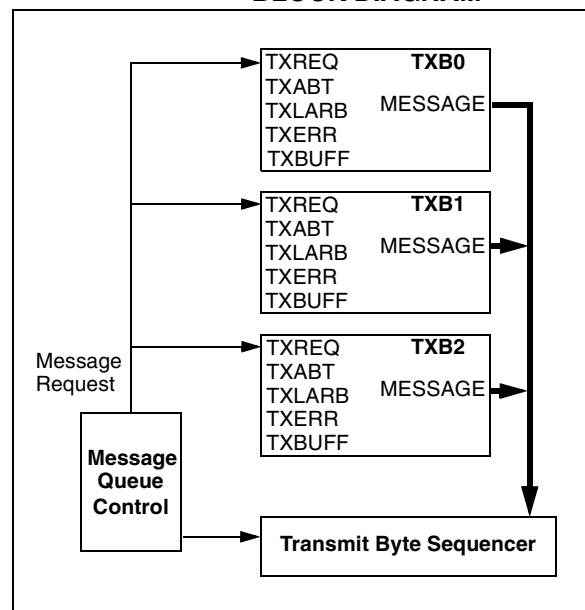 BLOCK DIAGRAM
TXREQ TXB0
TXABT
TXLARB MESSAGE
TXERR
TXBUFF
TXREQ TXB1
TXABT
TXLARB MESSAGE
TXERR
TXBUFF
TXREQ TXB2
TXABT
TXLARB MESSAGE
TXERR
TXBUFF
Message
Request
Message
Queue
Control
Transmit Byte Sequencer